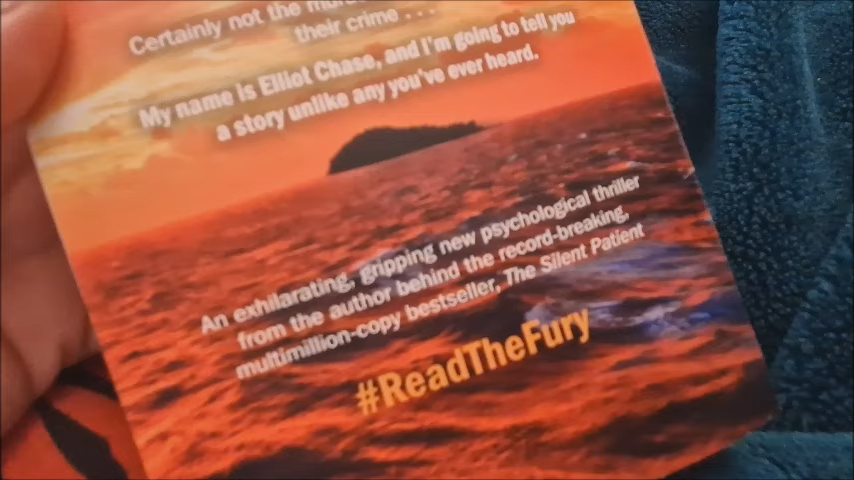 Certainly not the
their crime . . .
My name is Elliot Chase, and I'm going to tell you
a story unlike any you've ever heard.
An exhilarating, gripping new psychological thriller
from the author behind the record-breaking,
multimillion-copy bestseller, The Silent Patient
#ReadTheFury